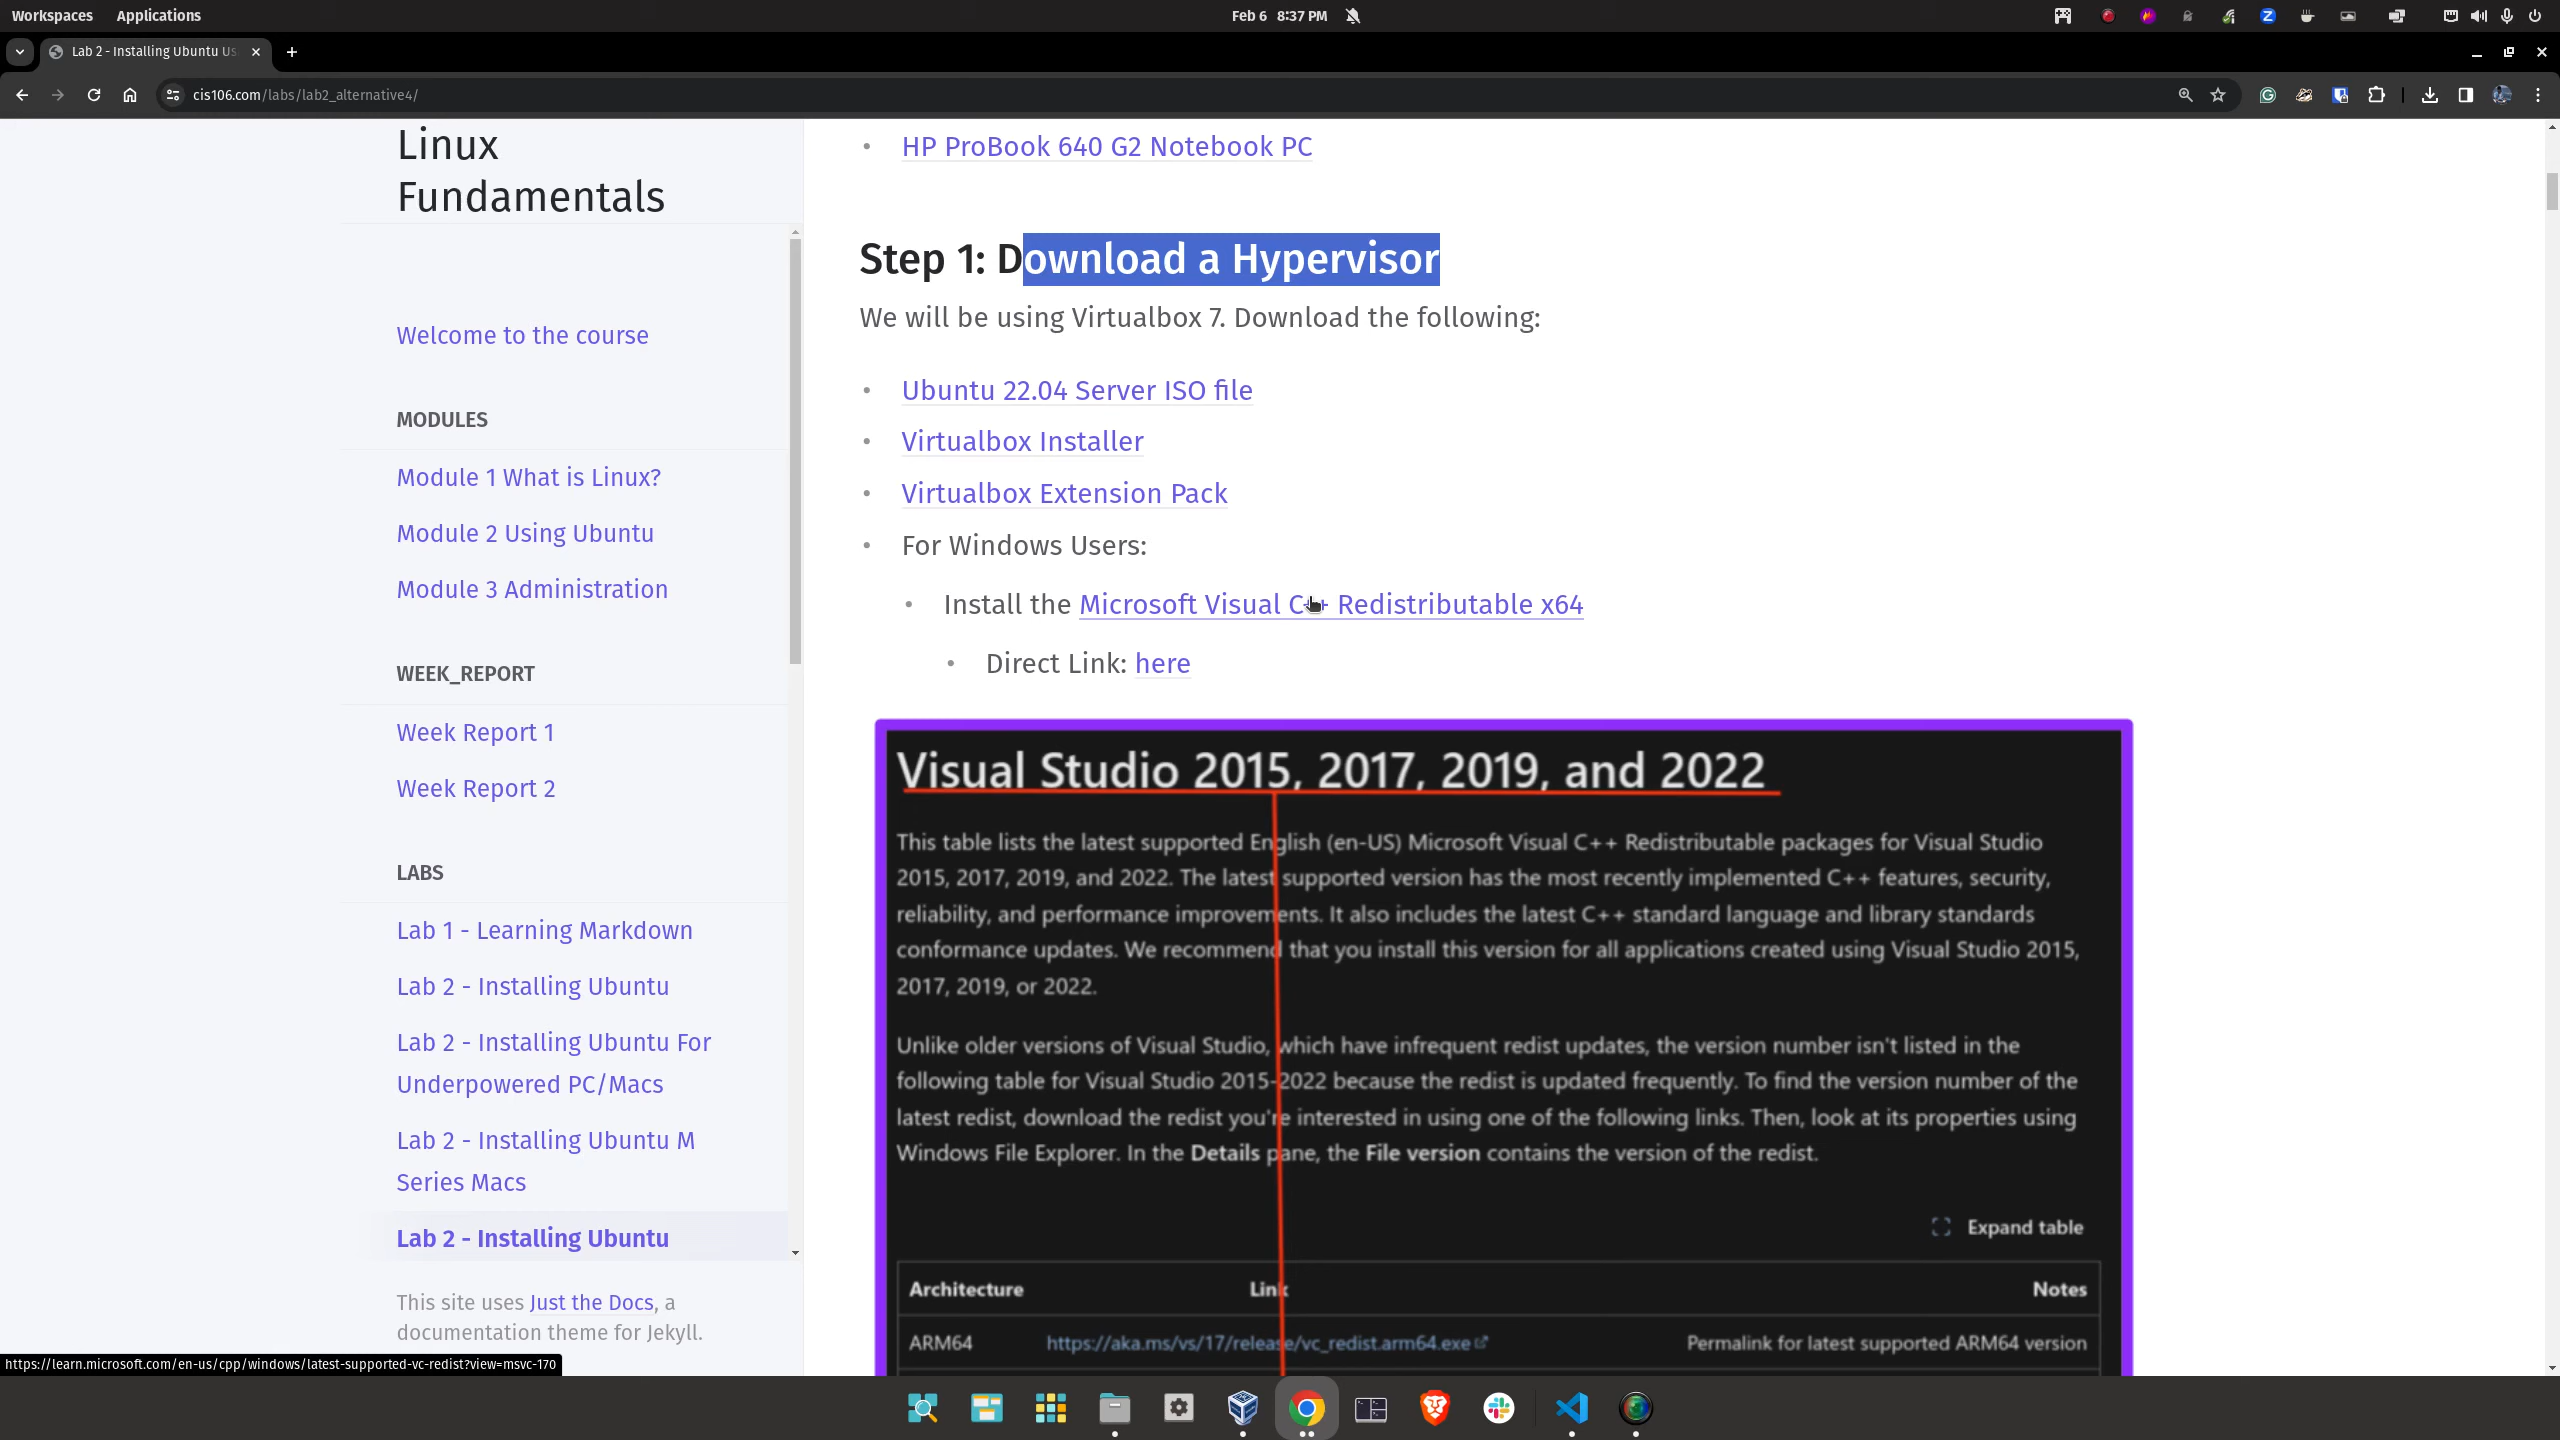 Workspaces
Applications
Feb 6 8:37 PM
Lab 2 - Installing Ubuntu Us
cis106.com/labs/lab2_alternative4/
Linux
Fundamentals
Welcome to the course
MODULES
Module 1 What is Linux?
Module 2 Using Ubuntu
Module 3 Administration
WEEK_REPORT
Week Report 1
Week Report 2
LABS
Lab 1 - Learning Markdown
Lab 2 - Installing Ubuntu
Lab 2 - Installing Ubuntu For
Underpowered PC/Macs
Lab 2 - Installing Ubuntu M
Series Macs
Lab 2 - Installing Ubuntu
This site uses Just the Docs, a
documentation theme for Jekyll.
https://learn.microsoft.com/en-us/cpp/windows/latest-supported-vc-redist?view=msvc-170
HP ProBook 640 G2 Notebook PC
Step 1: Download a Hypervisor
We will be using Virtualbox 7. Download the following:
Ubuntu 22.04 Server ISO file
Virtualbox Installer
Virtualbox Extension Pack
For Windows Users:
Install the Microsoft Visual C++ Redistributable x64
Direct Link: here
Visual Studio 2015, 2017, 2019, and 2022
This table lists the latest supported English (en-US) Microsoft Visual C++ Redistributable packages for Visual Studio
2015, 2017, 2019, and 2022. The latest supported version has the most recently implemented C++ features, security,
reliability, and performance improvements. It also includes the latest C++ standard language and library standards
conformance updates. We recommend that you install this version for all applications created using Visual Studio 2015,
2017, 2019, or 2022.
Unlike older versions of Visual Studio, which have infrequent redist updates, the version number isn't listed in the
following table for Visual Studio 2015-2022 because the redist is updated frequently. To find the version number of the
latest redist, download the redist you're interested in using one of the following links. Then, look at its properties using
Windows File Explorer. In the Details pane, the File version contains the version of the redist.
Expand table
Architecture Link Notes
ARM64 https://aka.ms/vs/17/release/vc_redist.arm64.exe Permalink for latest supported ARM64 version